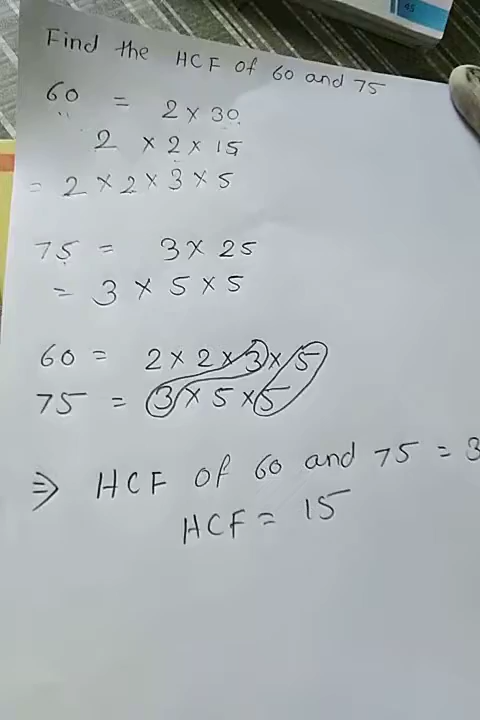 Find the HCF of 60 and 75
60 = 2 × 30
2 × 2 × 15
= 2 × 2 × 3 × 5
75 = 3 × 25
= 3 × 5 × 5
60 = 2 × 2 × 3 × 5
75 = 3 × 5 × 5
⇒ HCF of 60 and 75 = 3
HCF = 15